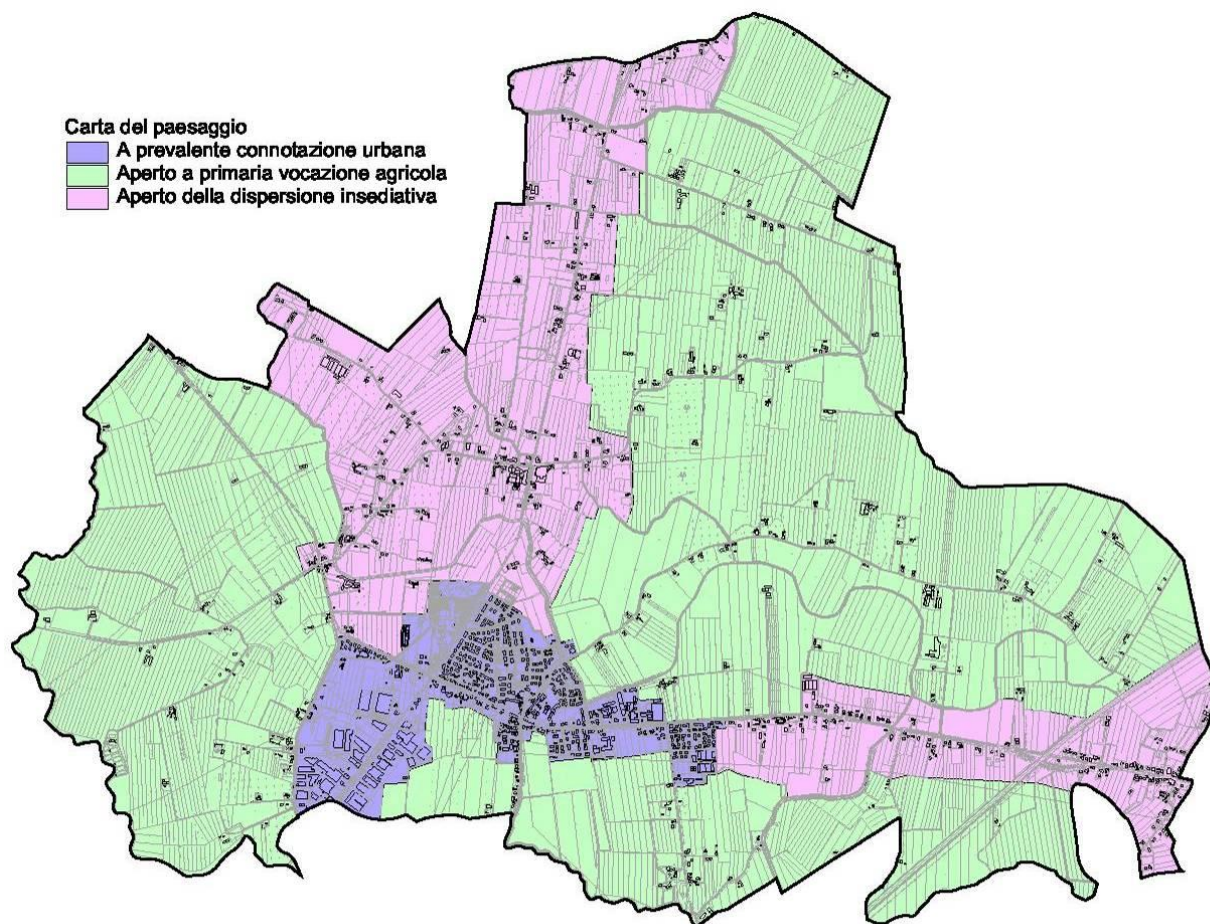 Carta del paesaggio
A prevalente connotazione urbana
Aperto a primaria vocazione agricola
Aperto della dispersione insediativa